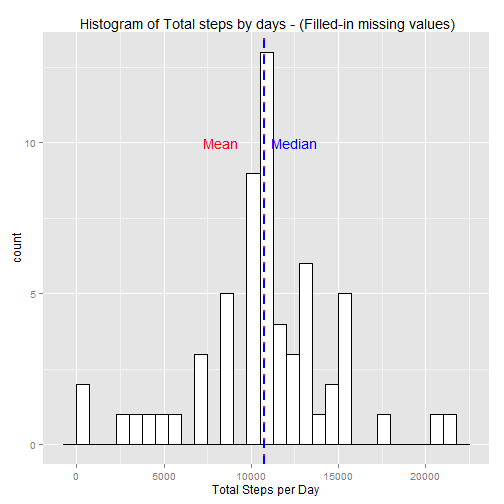 Histogram of Total steps by days - (Filled-in missing values)
10
Mean
Median
count
5
0
0
5000
10000
15000
20000
Total Steps per Day